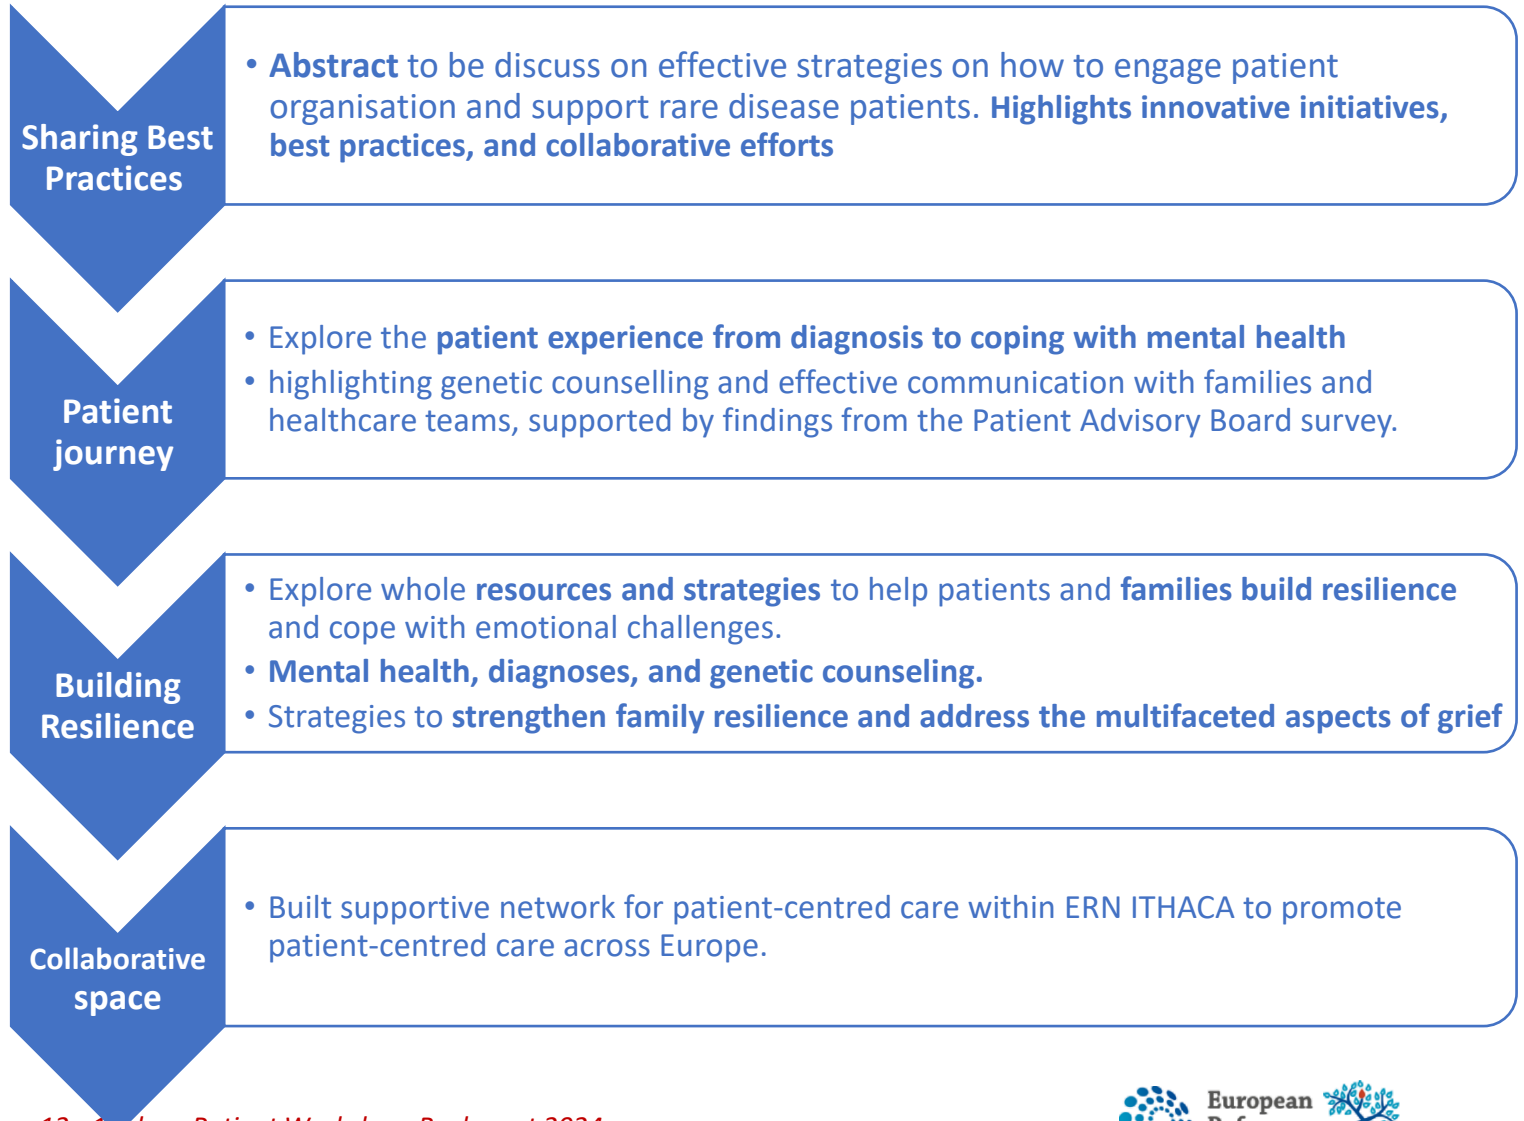 Sharing Best
Practices
• Abstract to be discuss on effective strategies on how to engage patient
organisation and support rare disease patients. Highlights innovative initiatives,
best practices, and collaborative efforts
Patient
journey
• Explore the patient experience from diagnosis to coping with mental health
• highlighting genetic counselling and effective communication with families and
healthcare teams, supported by findings from the Patient Advisory Board survey.
Building
Resilience
• Explore whole resources and strategies to help patients and families build resilience
and cope with emotional challenges.
• Mental health, diagnoses, and genetic counseling.
• Strategies to strengthen family resilience and address the multifaceted aspects of grief
Collaborative
space
• Built supportive network for patient-centred care within ERN ITHACA to promote
patient-centred care across Europe.
Patient Workshop Budapest 2024
European